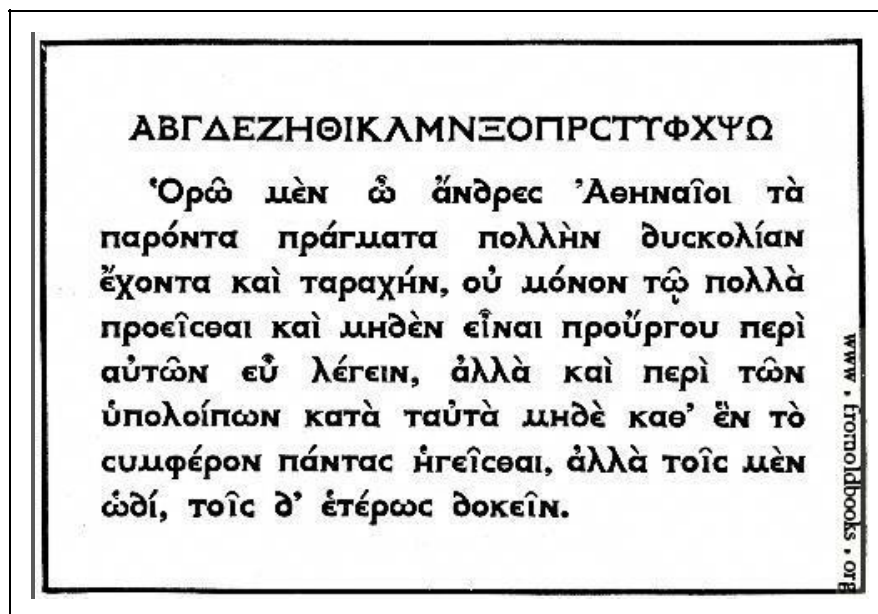 ΑΒΓΔΕΖΗΘΙΚΛΜΝΞΟΠΡϹΤΥΦΧΨΩ
Ὁρῶ μὲν ὦ ἄνδρεϲ Ἀθηναῖοι τὰ
παρόντα πράγματα πολλὴν δυϲκολίαν
ἔχοντα καὶ ταραχήν, οὐ μόνον τῷ πολλὰ
προεῖϲθαι καὶ μηδὲν εἶναι προὔργου περὶ
αὐτῶν εὖ λέγειν, ἀλλὰ καὶ περὶ τῶν
ὑπολοίπων κατὰ ταὐτὰ μηδὲ καθ’ ἓν τὸ
ϲυμφέρον πάνταϲ ἡγεῖϲθαι, ἀλλὰ τοῖϲ μὲν
ὡδί, τοῖϲ δ’ ἑτέρωϲ δοκεῖν.
www . fromoldbooks . org